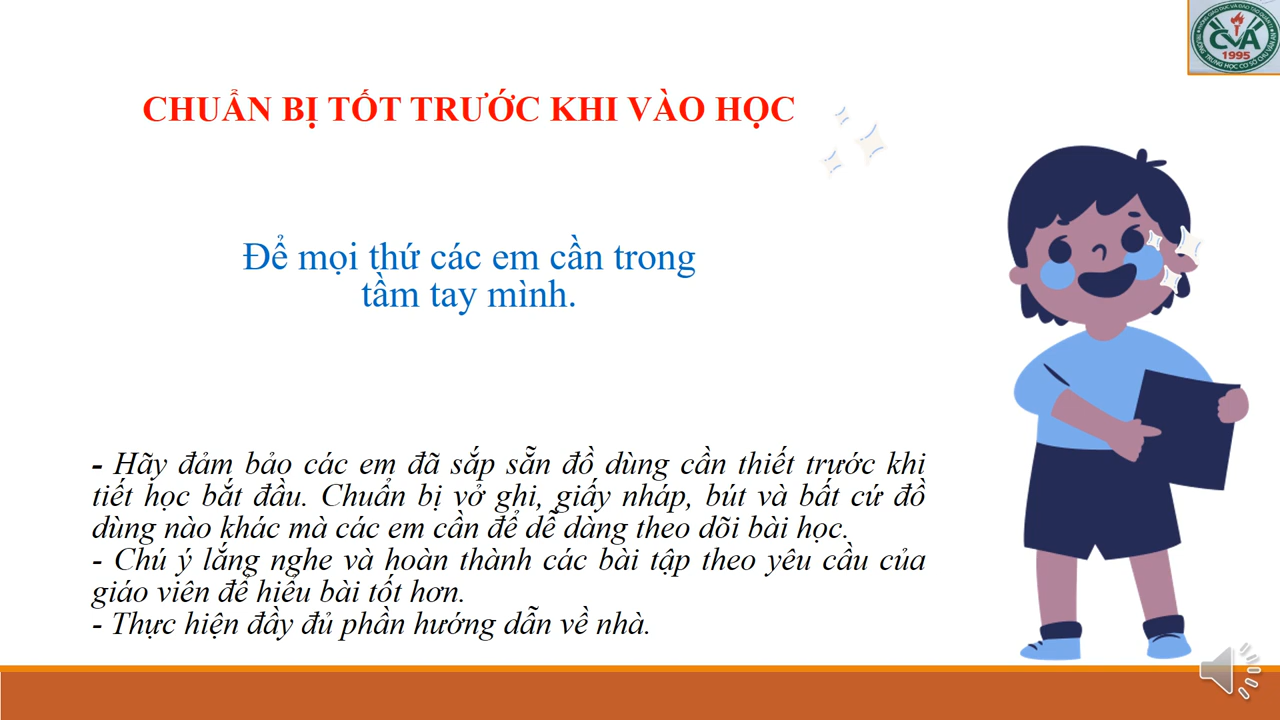 CHUẨN BỊ TỐT TRƯỚC KHI VÀO HỌC
Để mọi thứ các em cần trong
tầm tay mình.
- Hãy đảm bảo các em đã sắp sẵn đồ dùng cần thiết trước khi
tiết học bắt đầu. Chuẩn bị vở ghi, giấy nháp, bút và bất cứ đồ
dùng nào khác mà các em cần để dễ dàng theo dõi bài học.
- Chú ý lắng nghe và hoàn thành các bài tập theo yêu cầu của
giáo viên để hiểu bài tốt hơn.
- Thực hiện đầy đủ phần hướng dẫn về nhà.
CVA
1995